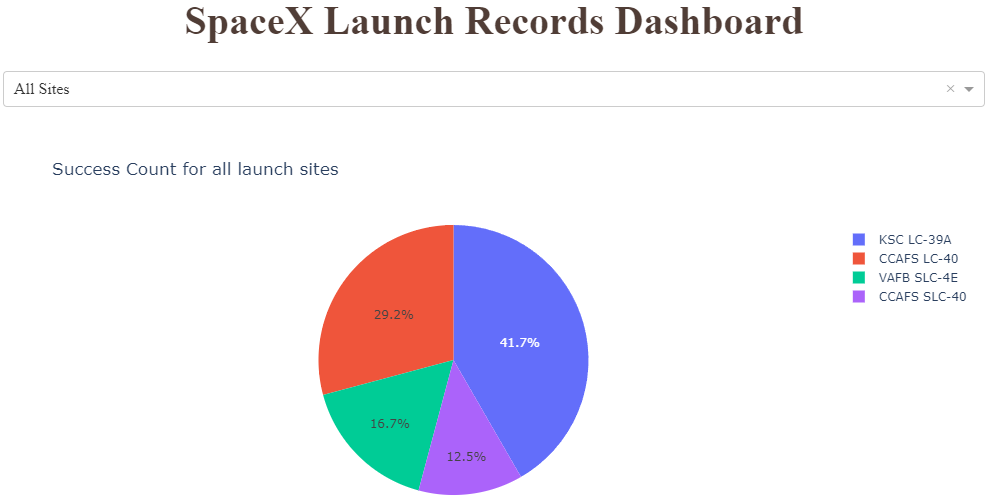 SpaceX Launch Records Dashboard
All Sites ×
Success Count for all launch sites
KSC LC-39A
CCAFS LC-40
VAFB SLC-4E
CCAFS SLC-40
29.2%
41.7%
16.7%
12.5%